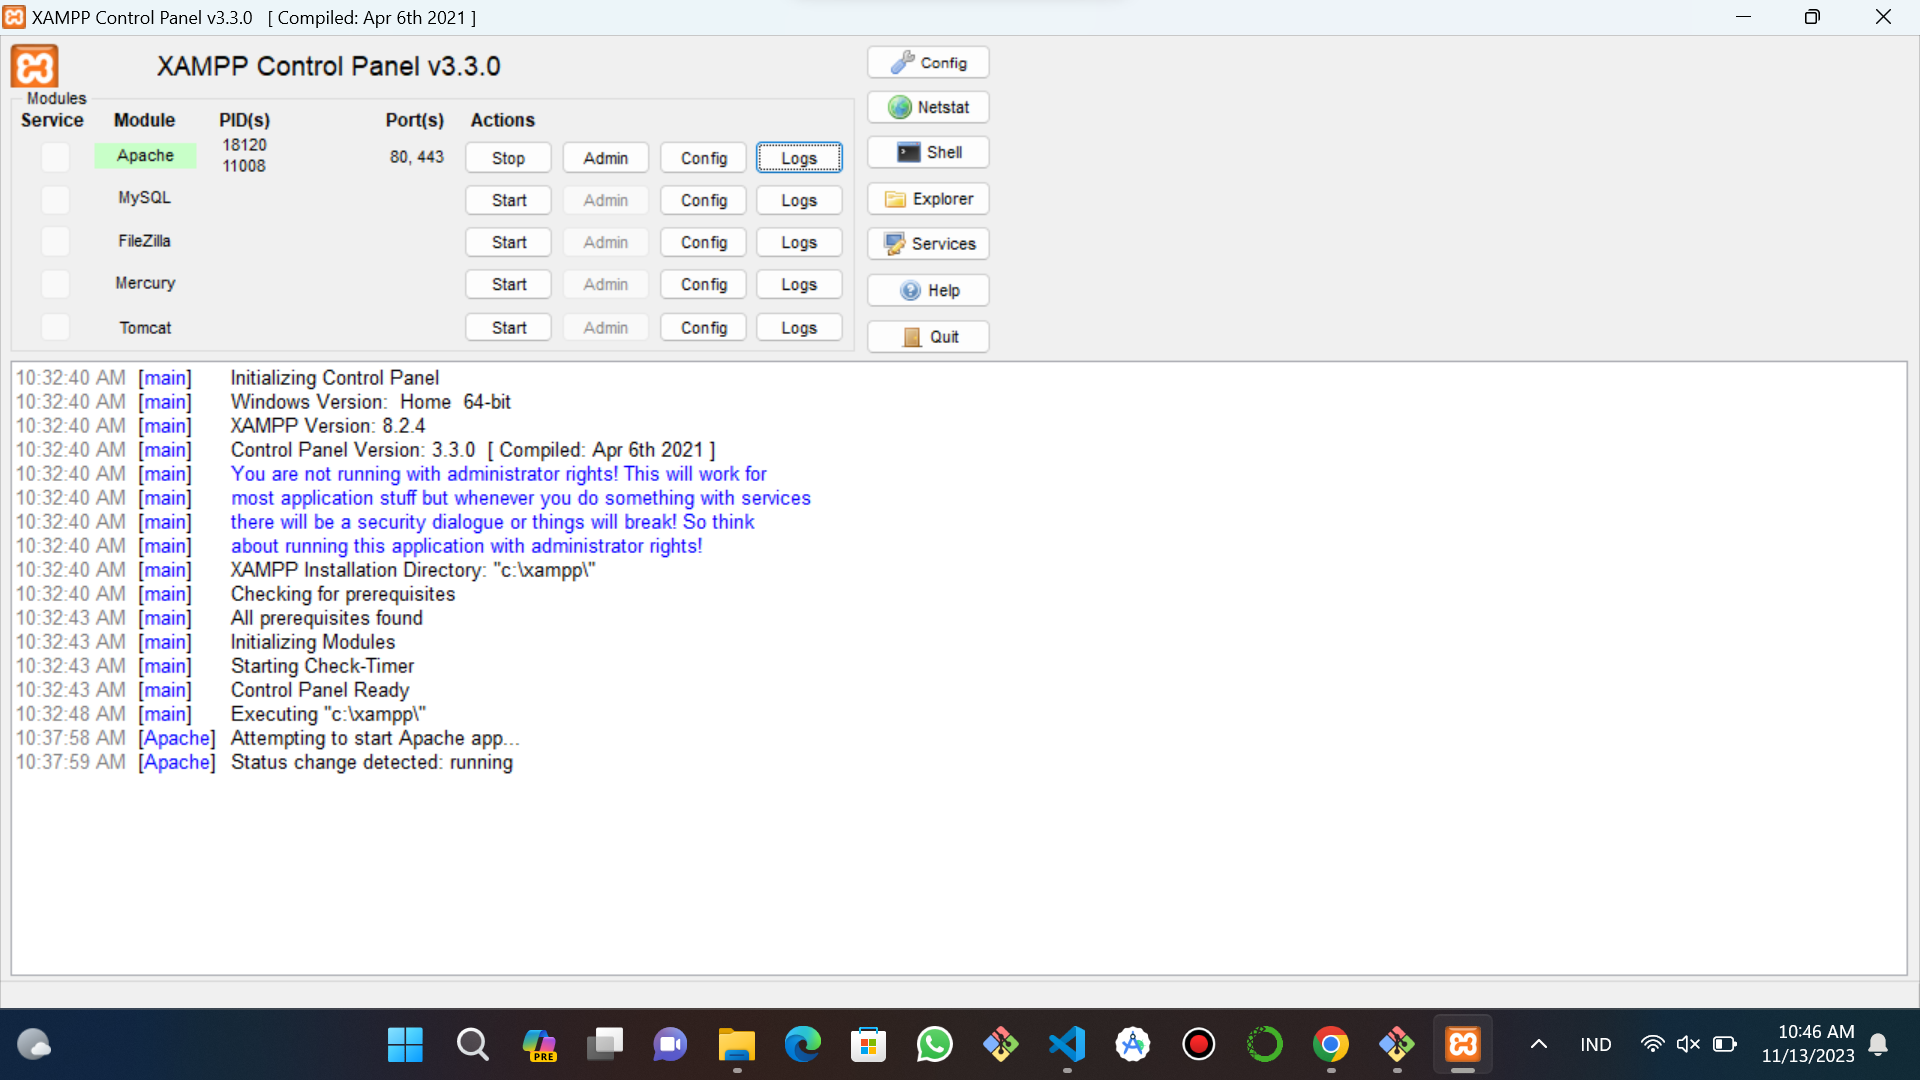 XAMPP Control Panel v3.3.0 [ Compiled: Apr 6th 2021 ]
XAMPP Control Panel v3.3.0
Config
Modules
Service Module PID(s) Port(s) Actions
Netstat
Apache 18120 11008 80, 443 Stop Admin Config Logs
Shell
MySQL Start Admin Config Logs
Explorer
FileZilla Start Admin Config Logs
Services
Mercury Start Admin Config Logs
Help
Tomcat Start Admin Config Logs
Quit
10:32:40 AM [main] Initializing Control Panel
10:32:40 AM [main] Windows Version: Home 64-bit
10:32:40 AM [main] XAMPP Version: 8.2.4
10:32:40 AM [main] Control Panel Version: 3.3.0 [ Compiled: Apr 6th 2021 ]
10:32:40 AM [main] You are not running with administrator rights! This will work for
10:32:40 AM [main] most application stuff but whenever you do something with services
10:32:40 AM [main] there will be a security dialogue or things will break! So think
10:32:40 AM [main] about running this application with administrator rights!
10:32:40 AM [main] XAMPP Installation Directory: "c:\xampp\"
10:32:40 AM [main] Checking for prerequisites
10:32:43 AM [main] All prerequisites found
10:32:43 AM [main] Initializing Modules
10:32:43 AM [main] Starting Check-Timer
10:32:43 AM [main] Control Panel Ready
10:32:48 AM [main] Executing "c:\xampp\"
10:37:58 AM [Apache] Attempting to start Apache app...
10:37:59 AM [Apache] Status change detected: running
PRE
IND
10:46 AM
11/13/2023